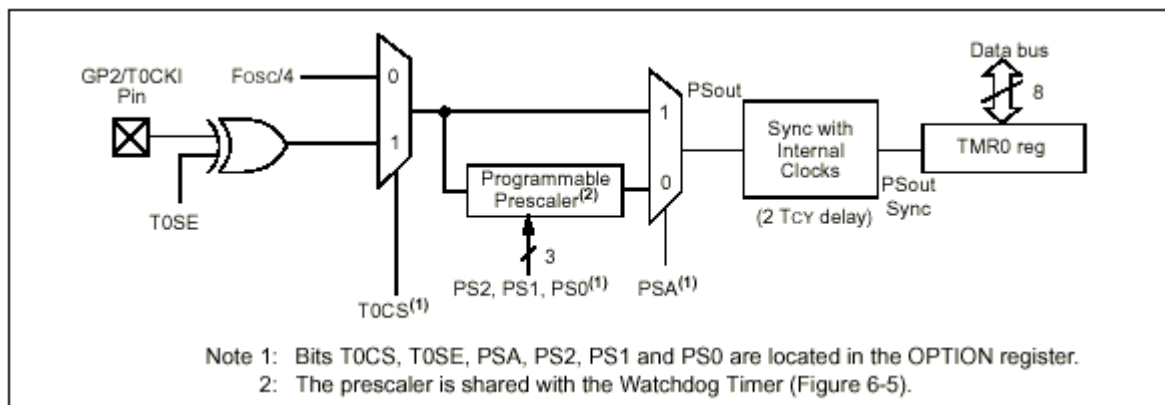 Data bus
8
GP2/T0CKI
Pin
FOSC/4
0
1
T0SE
T0CS(1)
Programmable
Prescaler(2)
3
PS2, PS1, PS0(1)
1
0
PSA(1)
PSout
Sync with
Internal
Clocks
(2 TCY delay)
PSout
Sync
TMR0 reg
Note 1: Bits T0CS, T0SE, PSA, PS2, PS1 and PS0 are located in the OPTION register.
2: The prescaler is shared with the Watchdog Timer (Figure 6-5).